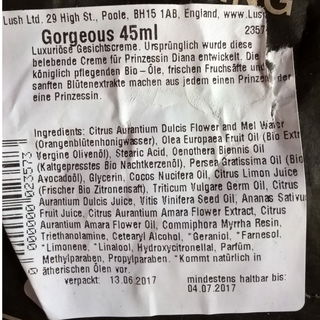 Lush Ltd. 29 High St., Poole, BH15 1AB, England, www.Lus
Gorgeous 45ml
2357
Luxuriöse Gesichtscreme. Ursprünglich wurde diese
belebende Creme für Prinzessin Diana entwickelt. Die
königlich pflegenden Bio-Öle, frischen Fruchsäfte und
sanften Blütenextrakte machen aus jedem einen Prinzen
eine Prinzessin.
Ingredients: Citrus Aurantium Dulcis Flower and Mel Water
(Orangenblütenhonigwasser), Olea Europaea Fruit Oil (Bio Extra
Vergine Olivenöl), Stearic Acid, Oenothera Biennis Oil
(Kaltgepresstes Bio Nachtkerzenöl), Persea Gratissima Oil (Bio
Avocadoöl), Glycerin, Cocos Nucifera Oil, Citrus Limon Juice
(Frischer Bio Zitronensaft), Triticum Vulgare Germ Oil, Citrus
Aurantium Dulcis Juice, Vitis Vinifera Seed Oil, Ananas Sativus
Fruit Juice, Citrus Aurantium Amara Flower Extract, Citrus
Aurantium Amara Flower Oil, Commiphora Myrrha Resin,
Triethanolamine, Cetearyl Alcohol, *Geraniol, *Farnesol,
*Limonene, *Linalool, Hydroxycitronellal, Parfüm,
Methylparaben, Propylparaben. *Kommt natürlich in
ätherischen Ölen vor.
verpackt: 13.06.2017
mindestens haltbar bis:
04.07.2017
0 000000 023573